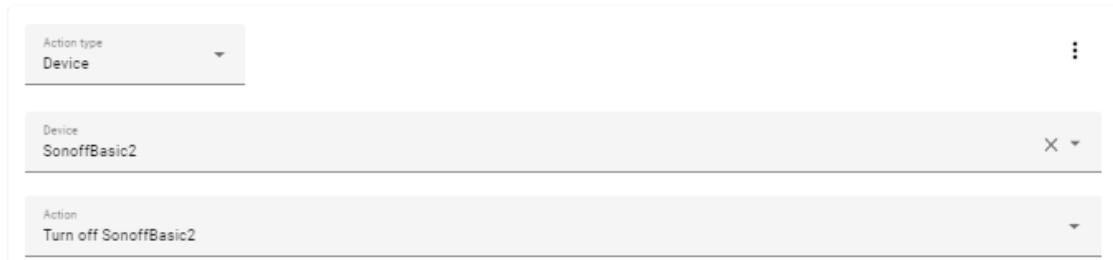 Action type
Device
Device
SonoffBasic2
Action
Turn off SonoffBasic2